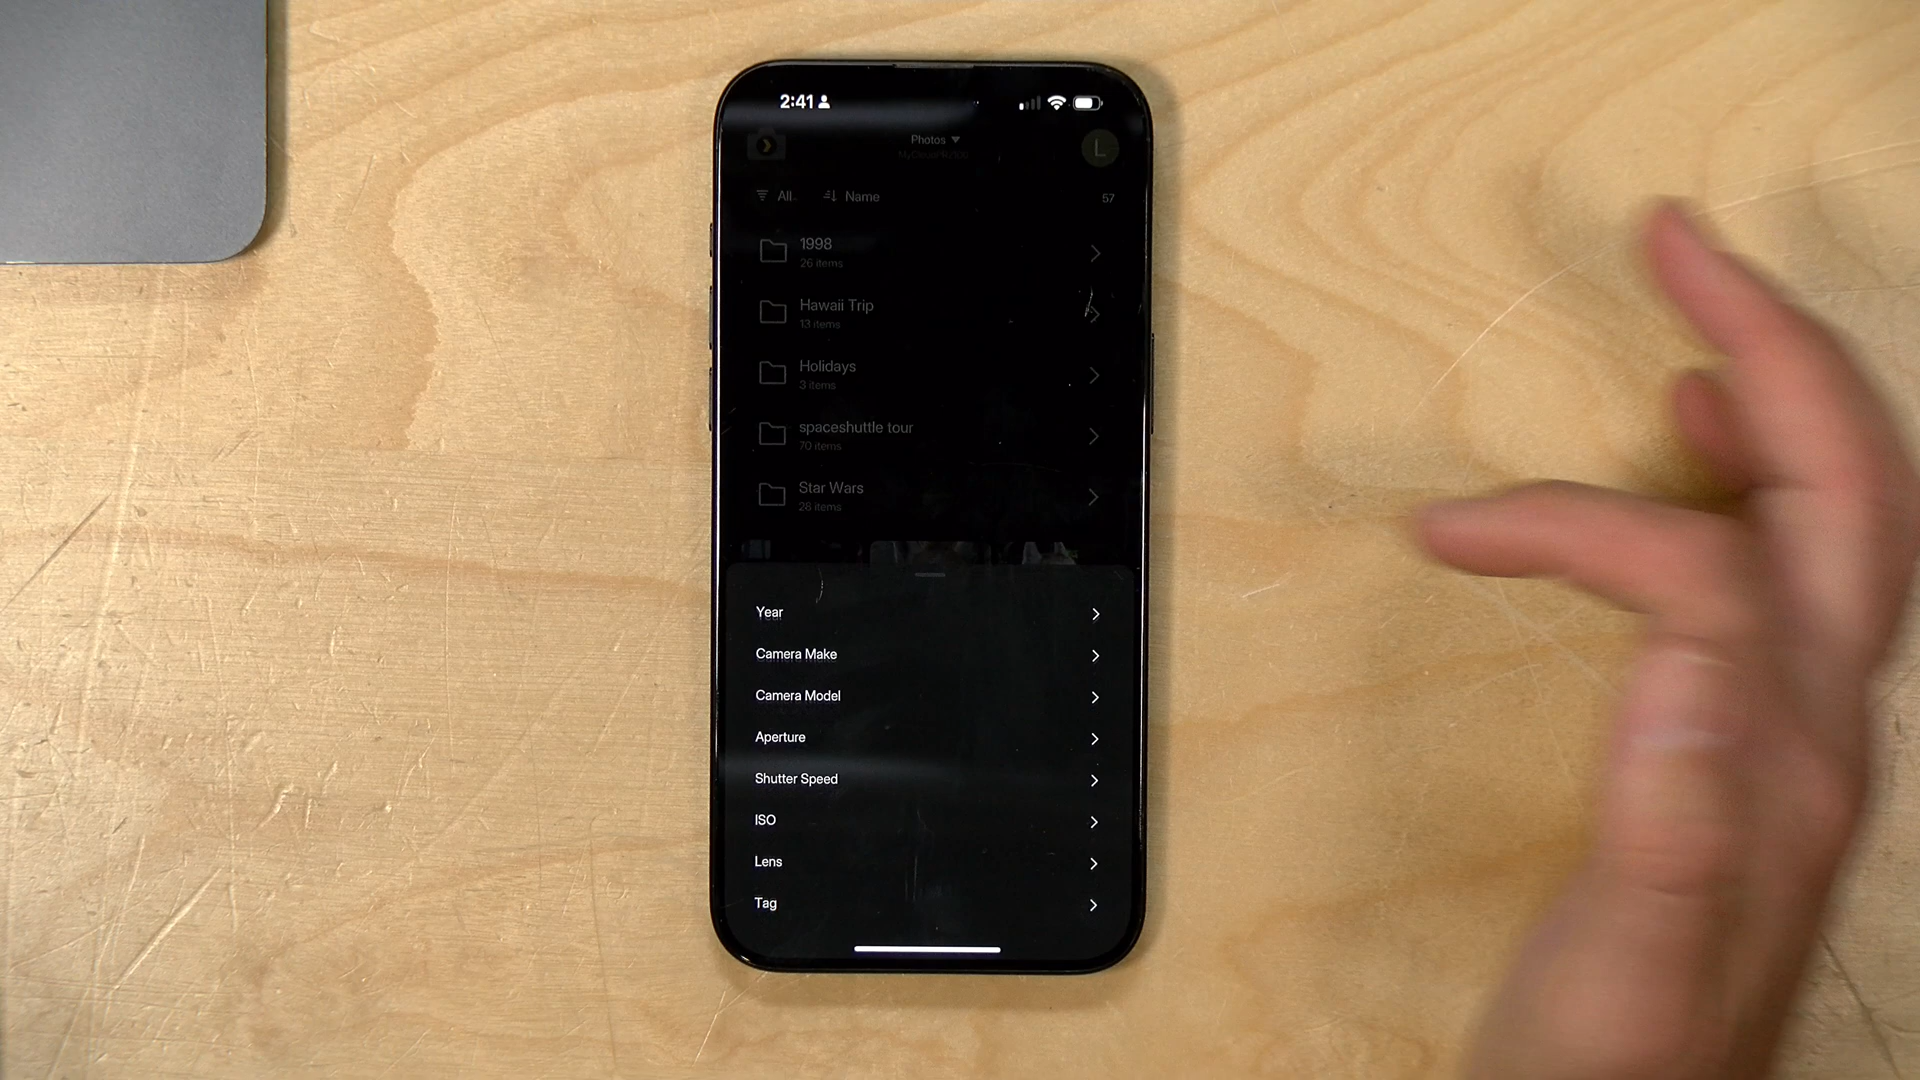 2:41
Photos
L
All
Name
57
1998
26 items
Hawaii Trip
13 items
Holidays
3 items
spaceshuttle tour
70 items
Star Wars
28 items
Year
Camera Make
Camera Model
Aperture
Shutter Speed
ISO
Lens
Tag